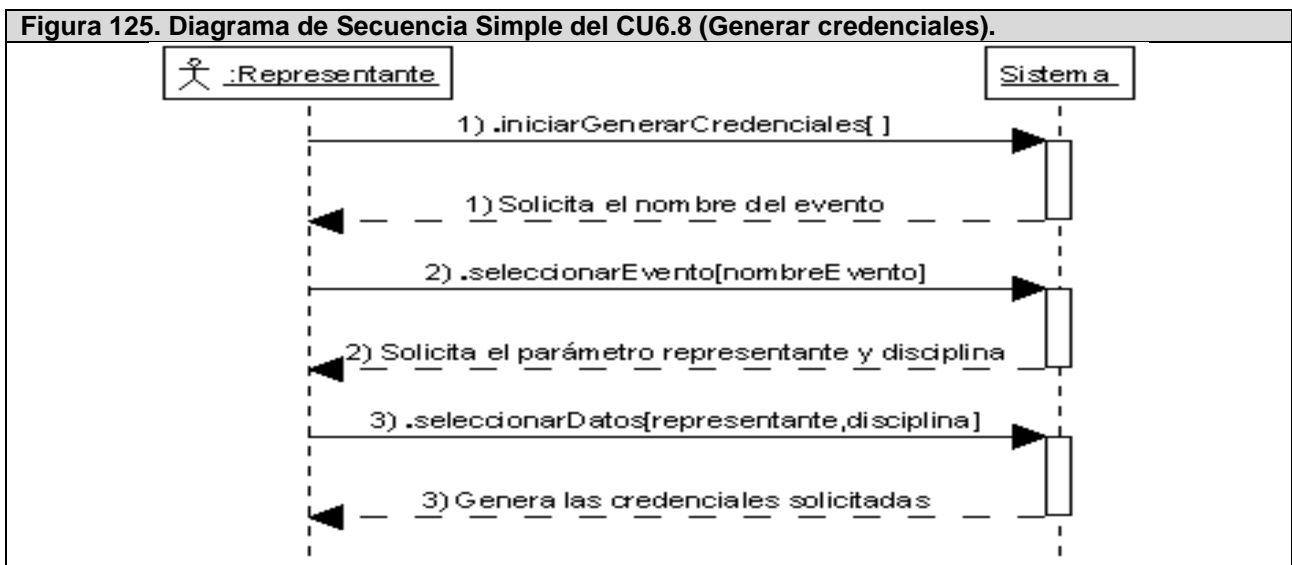 Figura 125. Diagrama de Secuencia Simple del CU6.8 (Generar credenciales).
:Representante
Sistema
1) .iniciarGenerarCredenciales[ ]
1) Solicita el nombre del evento
2) .seleccionarEvento[nombreEvento]
2) Solicita el parámetro representante y disciplina
3) .seleccionarDatos[representante,disciplina]
3) Genera las credenciales solicitadas